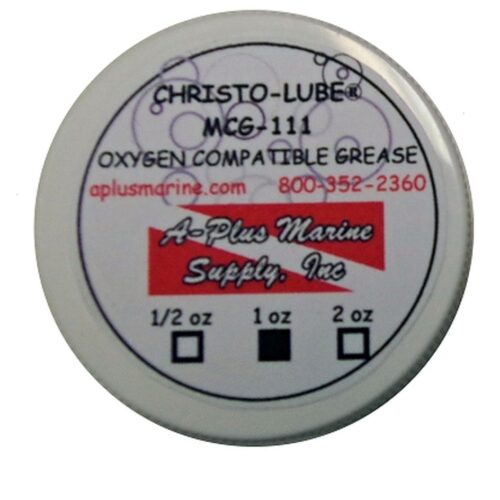 CHRISTO-LUBE®
MCG-111
OXYGEN COMPATIBLE GREASE
aplusmarine.com 800-352-2360
A-Plus Marine
Supply, Inc
1/2 oz 1 oz 2 oz